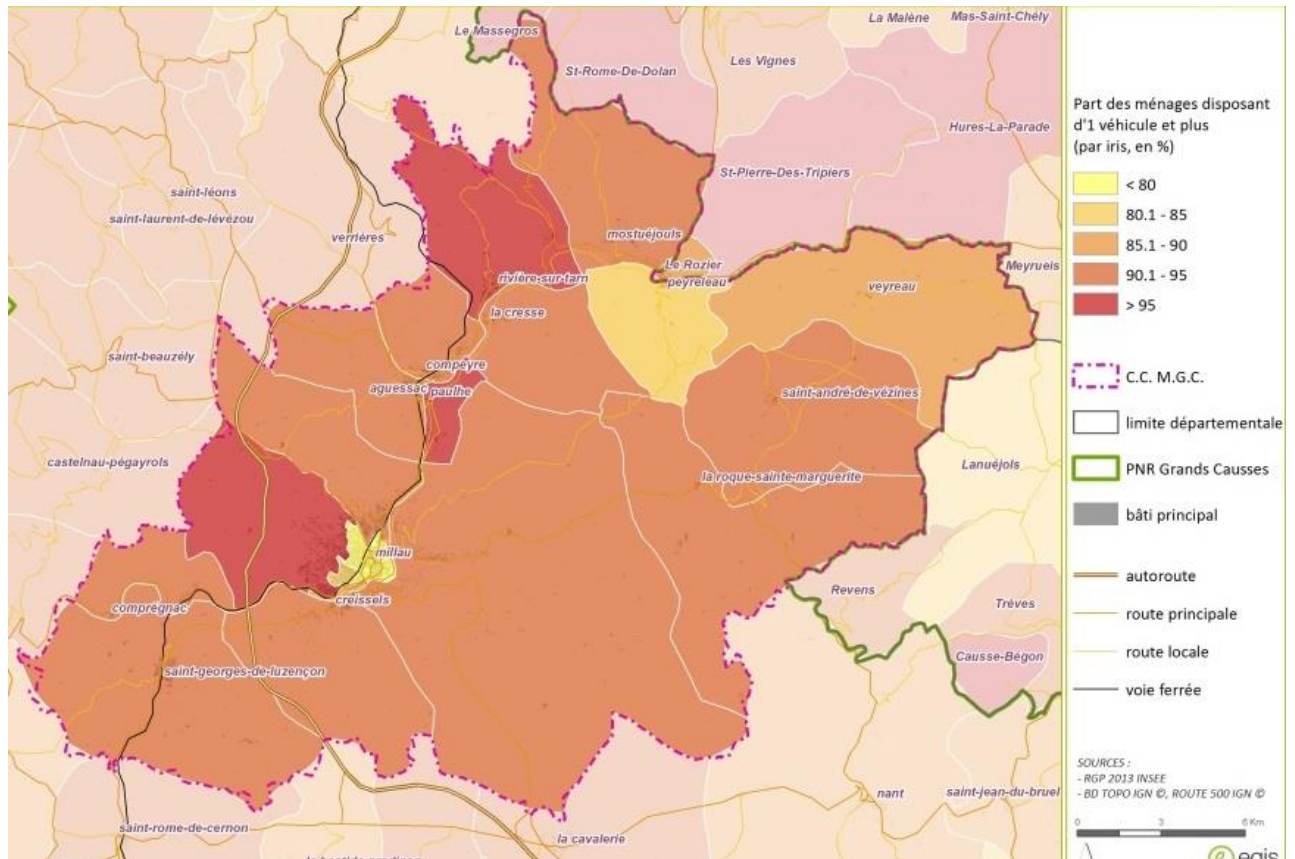 Le Massegros
La Malène
Mas-Saint-Chély
St-Rome-De-Dolan
Les Vignes
Hures-La-Parade
St-Pierre-Des-Tripiers
saint-léons
saint-laurent-de-lévézou
verrières
mostuéjouls
Le Rozier
peyreleau
Meyrueis
rivière-sur-tarn
veyreau
la cresse
saint-beauzély
compeyre
aguessac
paulhe
saint-andré-de-vézines
castelnau-pégayrols
la roque-sainte-marguerite
Lanuéjols
millau
creissels
Revens
Trèves
comprégnac
Causse-Bégon
saint-georges-de-luzençon
nant
saint-jean-du-bruel
saint-rome-de-cernon
la cavalerie
Part des ménages disposant
d'1 véhicule et plus
(par iris, en %)
< 80
80.1 - 85
85.1 - 90
90.1 - 95
> 95
C.C. M.G.C.
limite départementale
PNR Grands Causses
bâti principal
autoroute
route principale
route locale
voie ferrée
SOURCES :
- RGP 2013 INSEE
- BD TOPO IGN ©, ROUTE 500 IGN ©
0 3 6 Km
egis